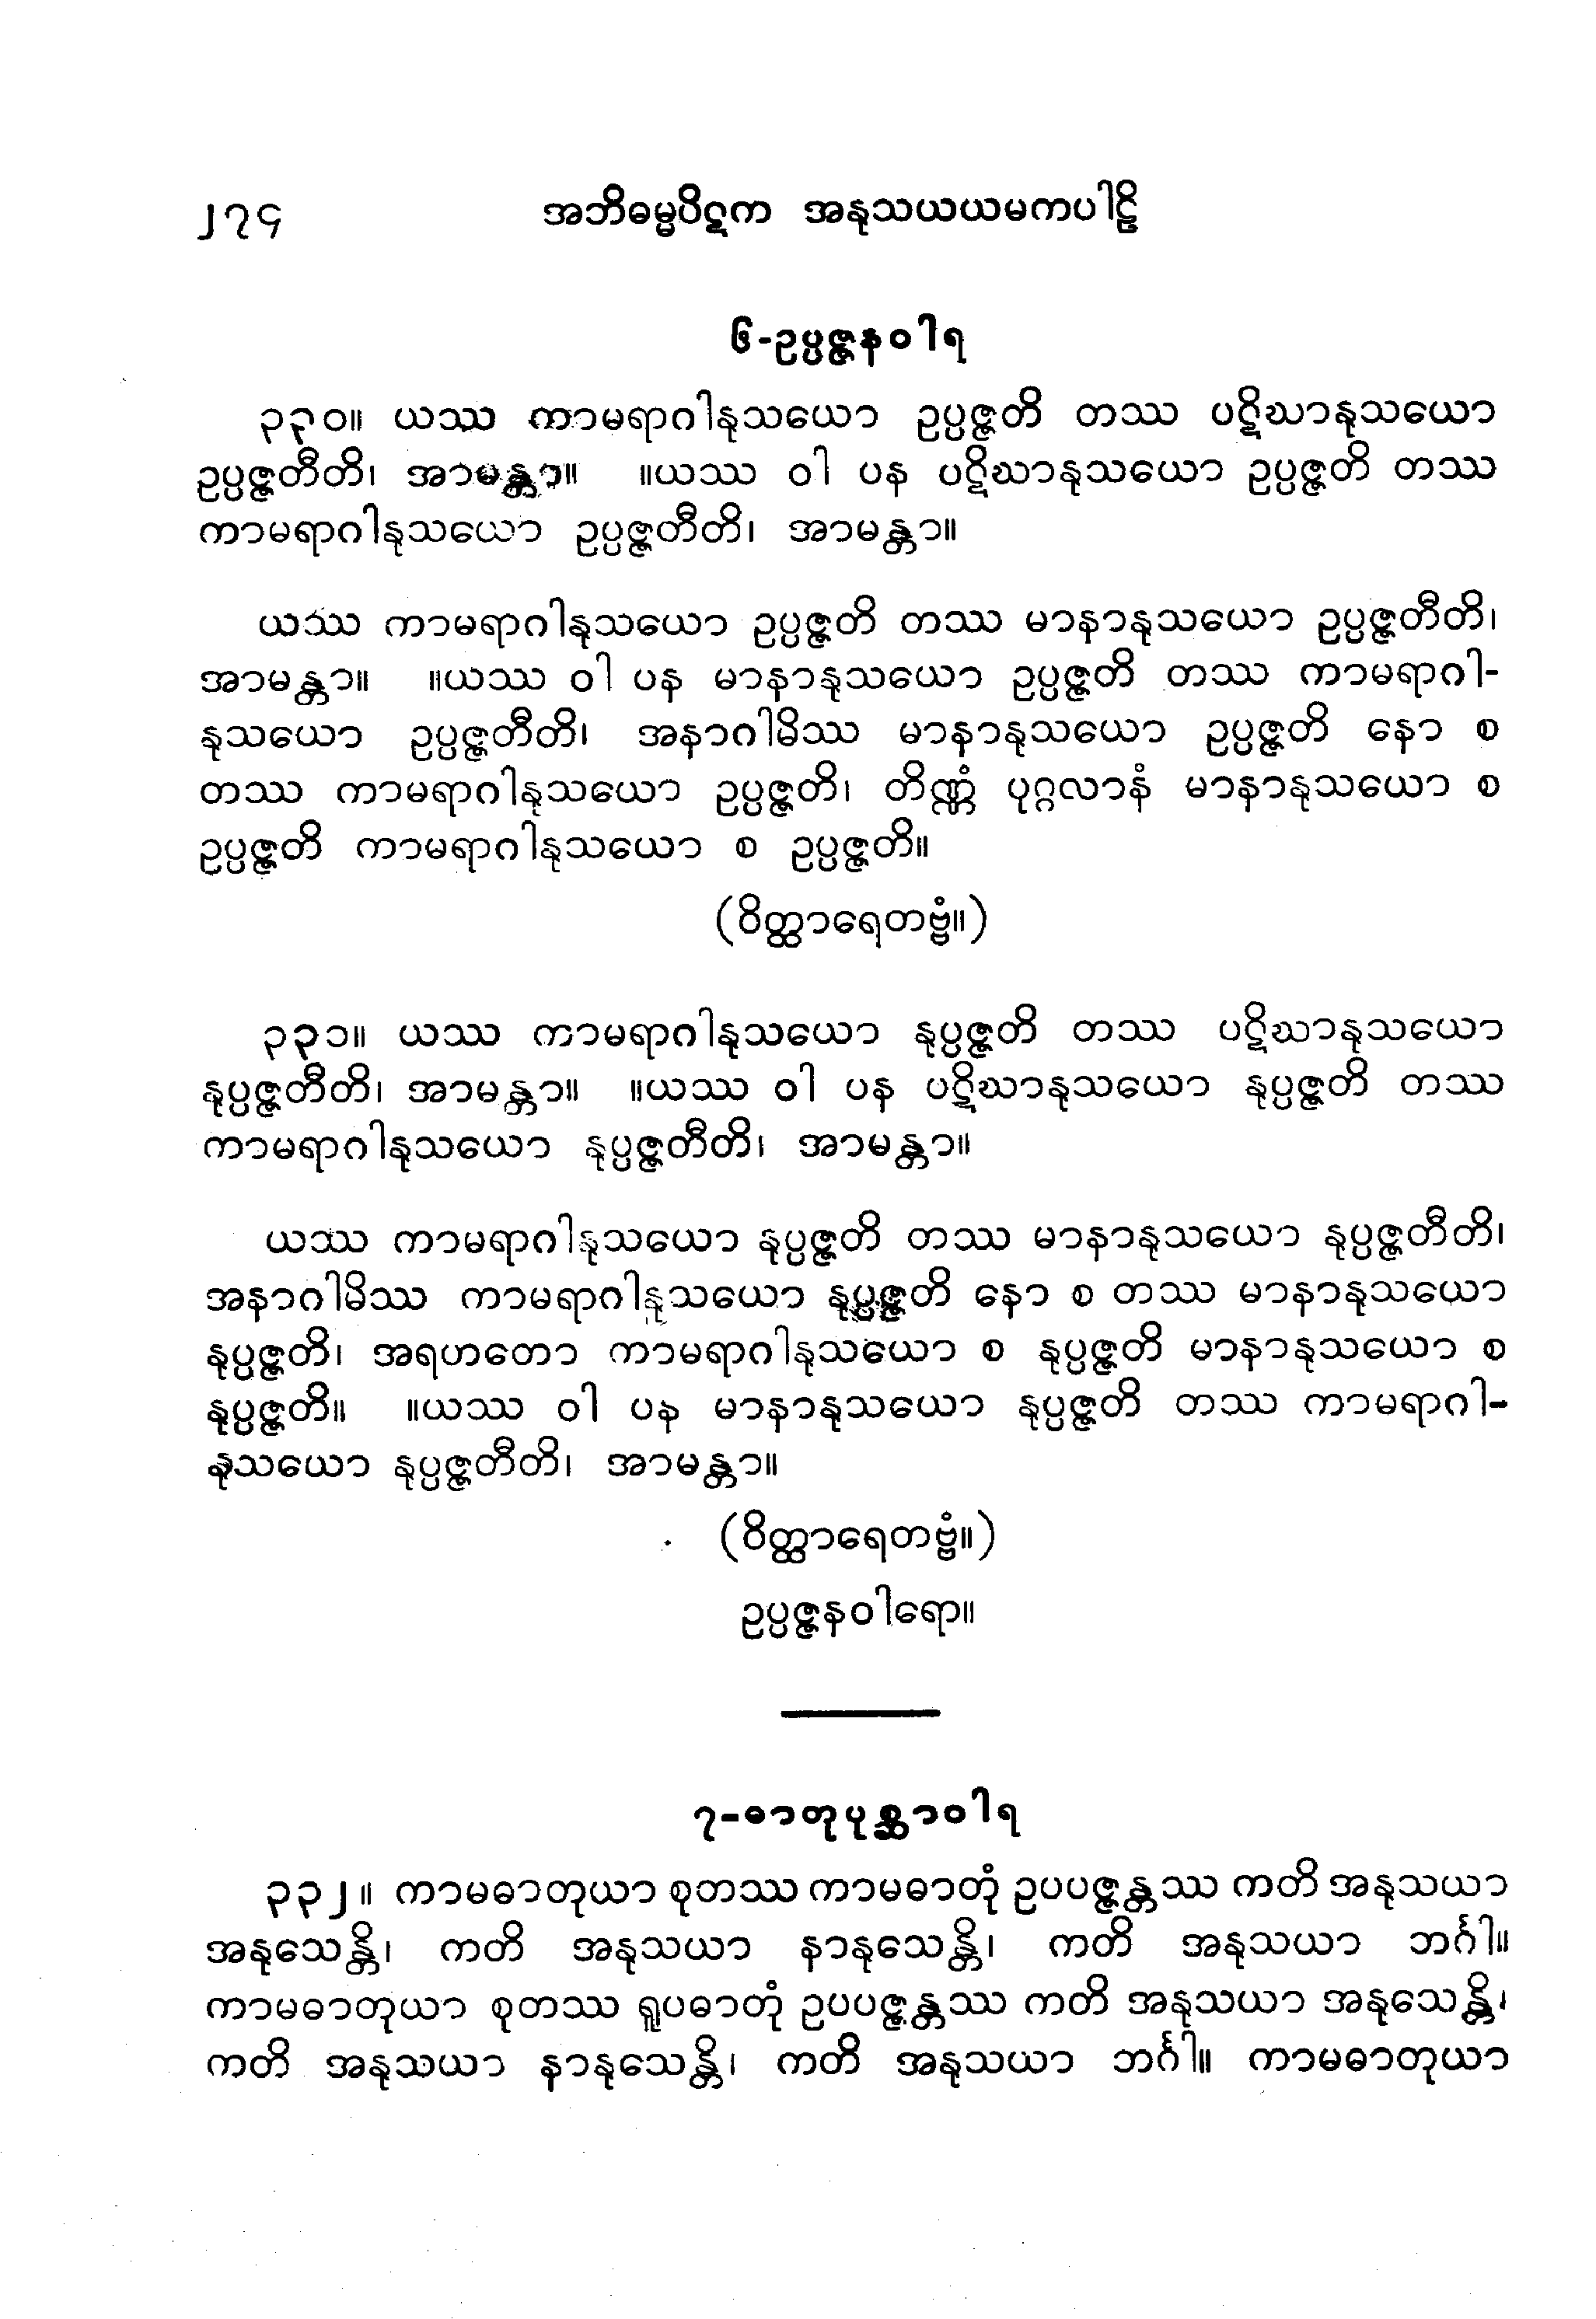 ၂၇၄ အဘိဓမ္မပိဋက အနုသယယမကပါဠိ
၆-ဥပ္ပဇ္ဇနဝါရ
၃၃၀။ ယဿ ကာမရာဂါနုသယော ဥပ္ပဇ္ဇတိ တဿ ပဋိဃာနုသယော
ဥပ္ပဇ္ဇတီတိ၊ အာမန္တာ။ ။ယဿ ဝါ ပန ပဋိဃာနုသယော ဥပ္ပဇ္ဇတိ တဿ
ကာမရာဂါနုသယော ဥပ္ပဇ္ဇတီတိ၊ အာမန္တာ။
ယဿ ကာမရာဂါနုသယော ဥပ္ပဇ္ဇတိ တဿ မာနာနုသယော ဥပ္ပဇ္ဇတီတိ၊
အာမန္တာ။ ။ယဿ ဝါ ပန မာနာနုသယော ဥပ္ပဇ္ဇတိ တဿ ကာမရာဂါ-
နုသယော ဥပ္ပဇ္ဇတီတိ၊ အနာဂါမိဿ မာနာနုသယော ဥပ္ပဇ္ဇတိ နော စ
တဿ ကာမရာဂါနုသယော ဥပ္ပဇ္ဇတိ၊ တိဏ္ဏံ ပုဂ္ဂလာနံ မာနာနုသယော စ
ဥပ္ပဇ္ဇတိ ကာမရာဂါနုသယော စ ဥပ္ပဇ္ဇတိ။
(ဝိတ္ထာရေတဗ္ဗံ။)
၃၃၁။ ယဿ ကာမရာဂါနုသယော နုပ္ပဇ္ဇတိ တဿ ပဋိဃာနုသယော
နုပ္ပဇ္ဇတီတိ၊ အာမန္တာ။ ။ယဿ ဝါ ပန ပဋိဃာနုသယော နုပ္ပဇ္ဇတိ တဿ
ကာမရာဂါနုသယော နုပ္ပဇ္ဇတီတိ၊ အာမန္တာ။
ယဿ ကာမရာဂါနုသယော နုပ္ပဇ္ဇတိ တဿ မာနာနုသယော နုပ္ပဇ္ဇတီတိ၊
အနာဂါမိဿ ကာမရာဂါနုသယော နုပ္ပဇ္ဇတိ နော စ တဿ မာနာနုသယော
နုပ္ပဇ္ဇတိ၊ အရဟတော ကာမရာဂါနုသယော စ နုပ္ပဇ္ဇတိ မာနာနုသယော စ
နုပ္ပဇ္ဇတိ။ ။ယဿ ဝါ ပန မာနာနုသယော နုပ္ပဇ္ဇတိ တဿ ကာမရာဂါ-
နုသယော နုပ္ပဇ္ဇတီတိ၊ အာမန္တာ။
(ဝိတ္ထာရေတဗ္ဗံ။)
ဥပ္ပဇ္ဇနဝါရော။
၇-ဓာတုပုစ္ဆာဝါရ
၃၃၂။ ကာမဓာတုယာ စုတဿ ကာမဓာတုံ ဥပပဇ္ဇန္တဿ ကတိ အနုသယာ
အနုသေန္တိ၊ ကတိ အနုသယာ နာနုသေန္တိ၊ ကတိ အနုသယာ ဘင်္ဂါ။
ကာမဓာတုယာ စုတဿ ရူပဓာတုံ ဥပပဇ္ဇန္တဿ ကတိ အနုသယာ အနုသေန္တိ၊
ကတိ အနုသယာ နာနုသေန္တိ၊ ကတိ အနုသယာ ဘင်္ဂါ။ ကာမဓာတုယာ